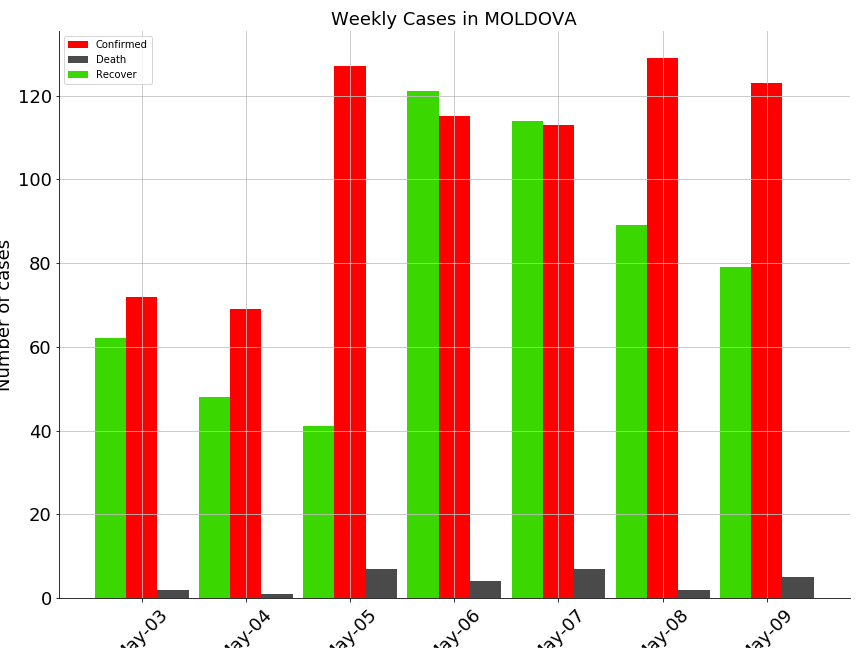 Weekly Cases in MOLDOVA
Confirmed
Death
Recover
Number of cases
120
100
80
60
40
20
0
May-03
May-04
May-05
May-06
May-07
May-08
May-09